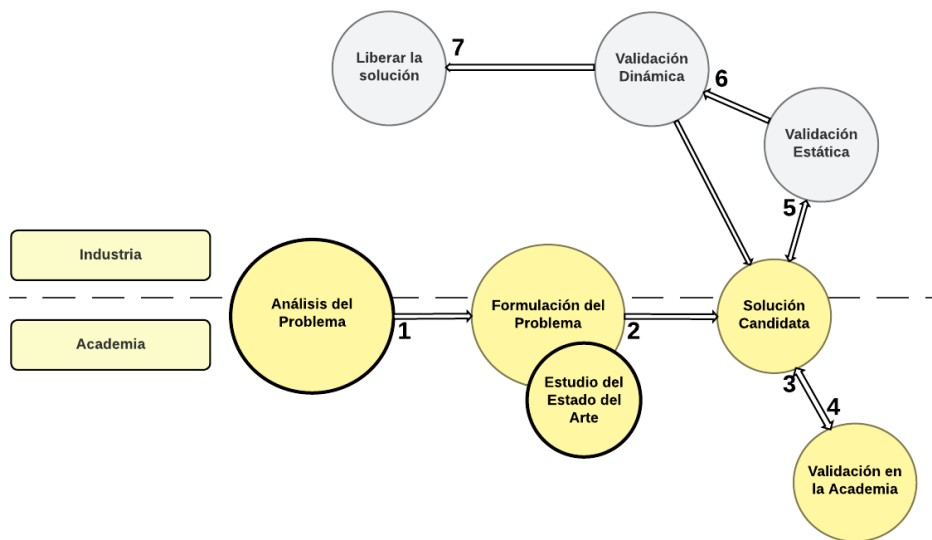 7
Liberar la
solución
Validación
Dinámica
6
Validación
Estática
5
Industria
Academia
Análisis del
Problema
1
Formulación del
Problema
2
Estudio del
Estado del
Arte
Solución
Candidata
3
4
Validación en
la Academia